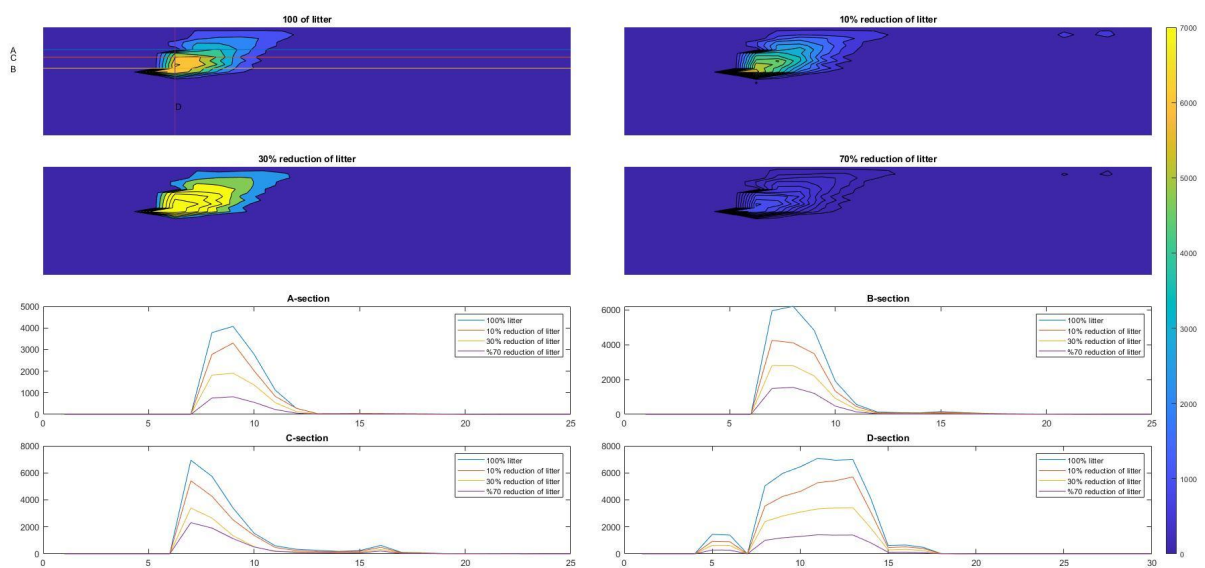 100 of litter
10% reduction of litter
A
C
B
D
30% reduction of litter
70% reduction of litter
7000
6000
5000
4000
3000
2000
1000
0
A-section
5000
4000
3000
2000
1000
0
0 5 10 15 20 25
100% litter
10% reduction of litter
30% reduction of litter
%70 reduction of litter
B-section
6000
4000
2000
0
0 5 10 15 20 25
100% litter
10% reduction of litter
30% reduction of litter
%70 reduction of litter
C-section
8000
6000
4000
2000
0
0 5 10 15 20 25
100% litter
10% reduction of litter
30% reduction of litter
%70 reduction of litter
D-section
8000
6000
4000
2000
0
0 5 10 15 20 25 30
100% litter
10% reduction of litter
30% reduction of litter
%70 reduction of litter